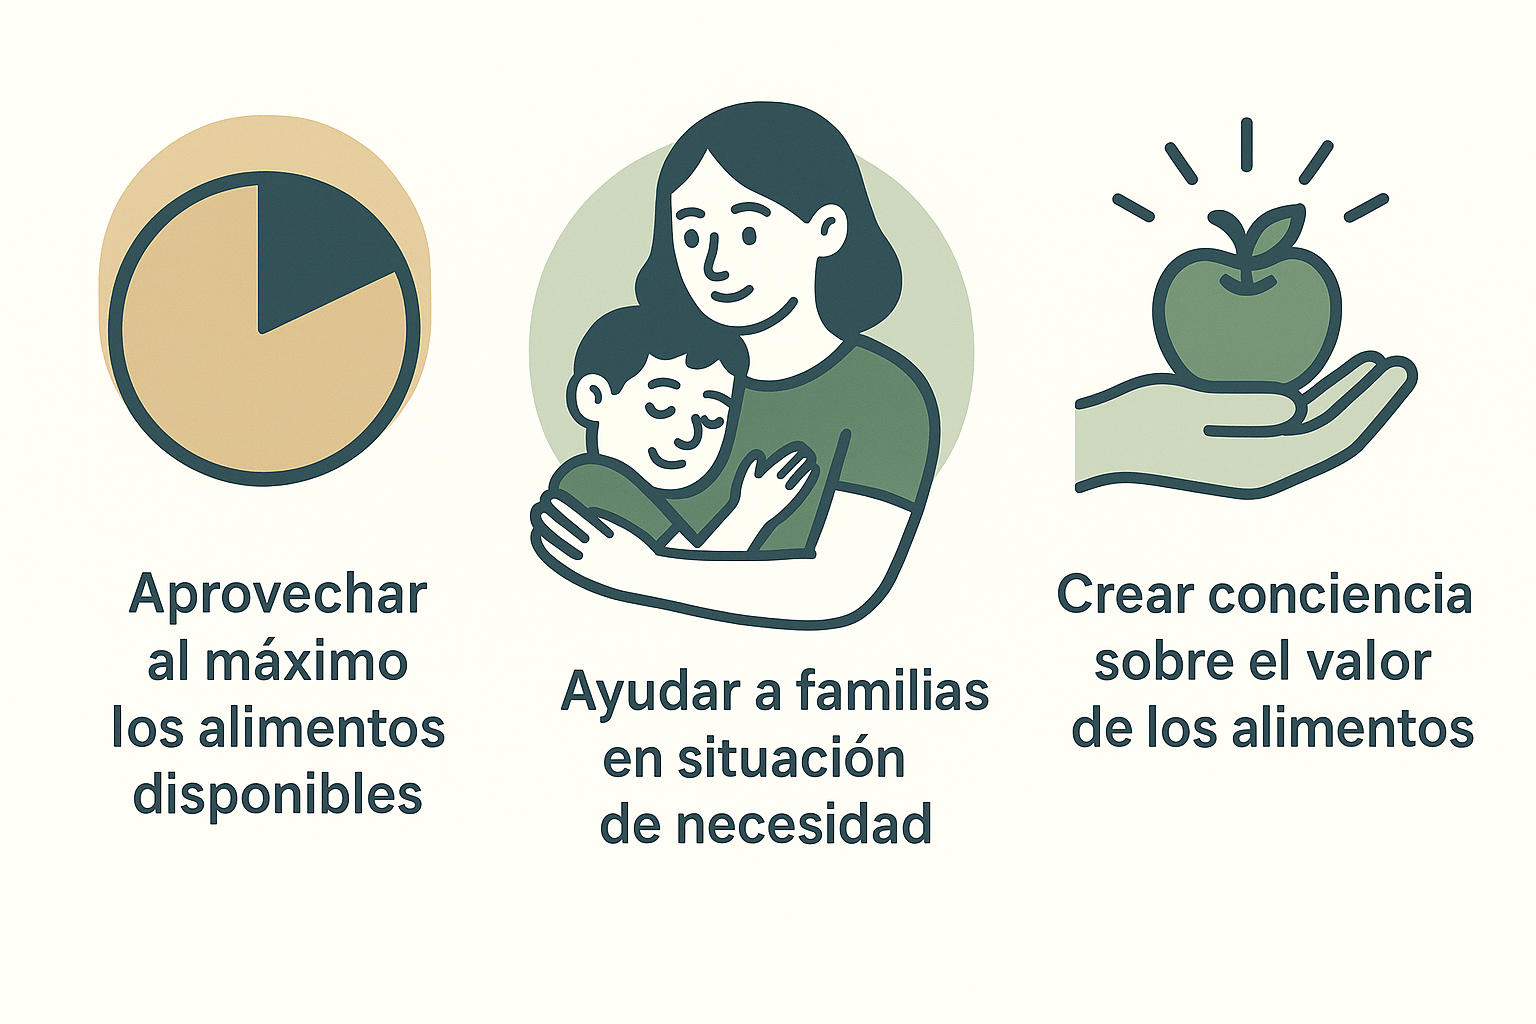 Aprovechar
al máximo
los alimentos
disponibles
Ayudar a familias
en situación
de necesidad
Crear conciencia
sobre el valor
de los alimentos